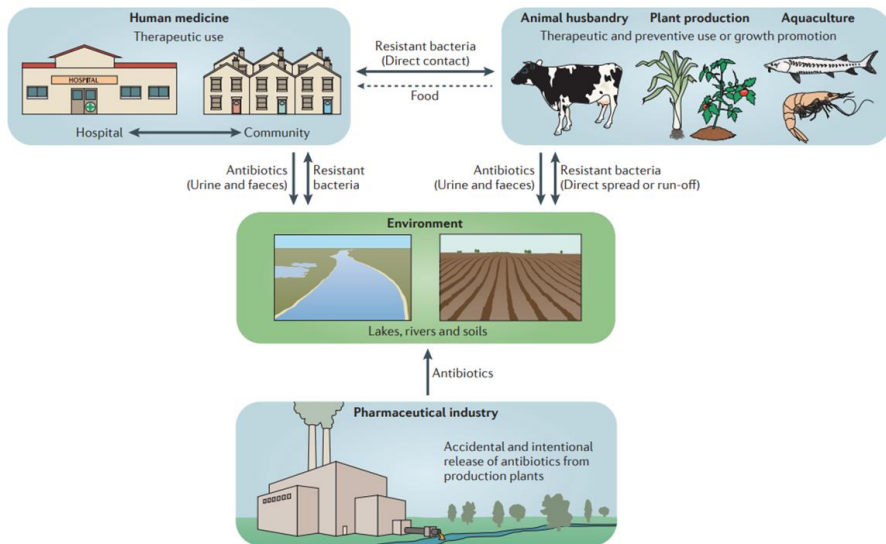 Human medicine
Therapeutic use
HOSPITAL
Hospital
Community
Resistant bacteria
(Direct contact)
Food
Animal husbandry
Plant production
Aquaculture
Therapeutic and preventive use or growth promotion
Antibiotics
(Urine and faeces)
Resistant
bacteria
Antibiotics
(Urine and faeces)
Resistant bacteria
(Direct spread or run-off)
Environment
Lakes, rivers and soils
Antibiotics
Pharmaceutical industry
Accidental and intentional
release of antibiotics from
production plants